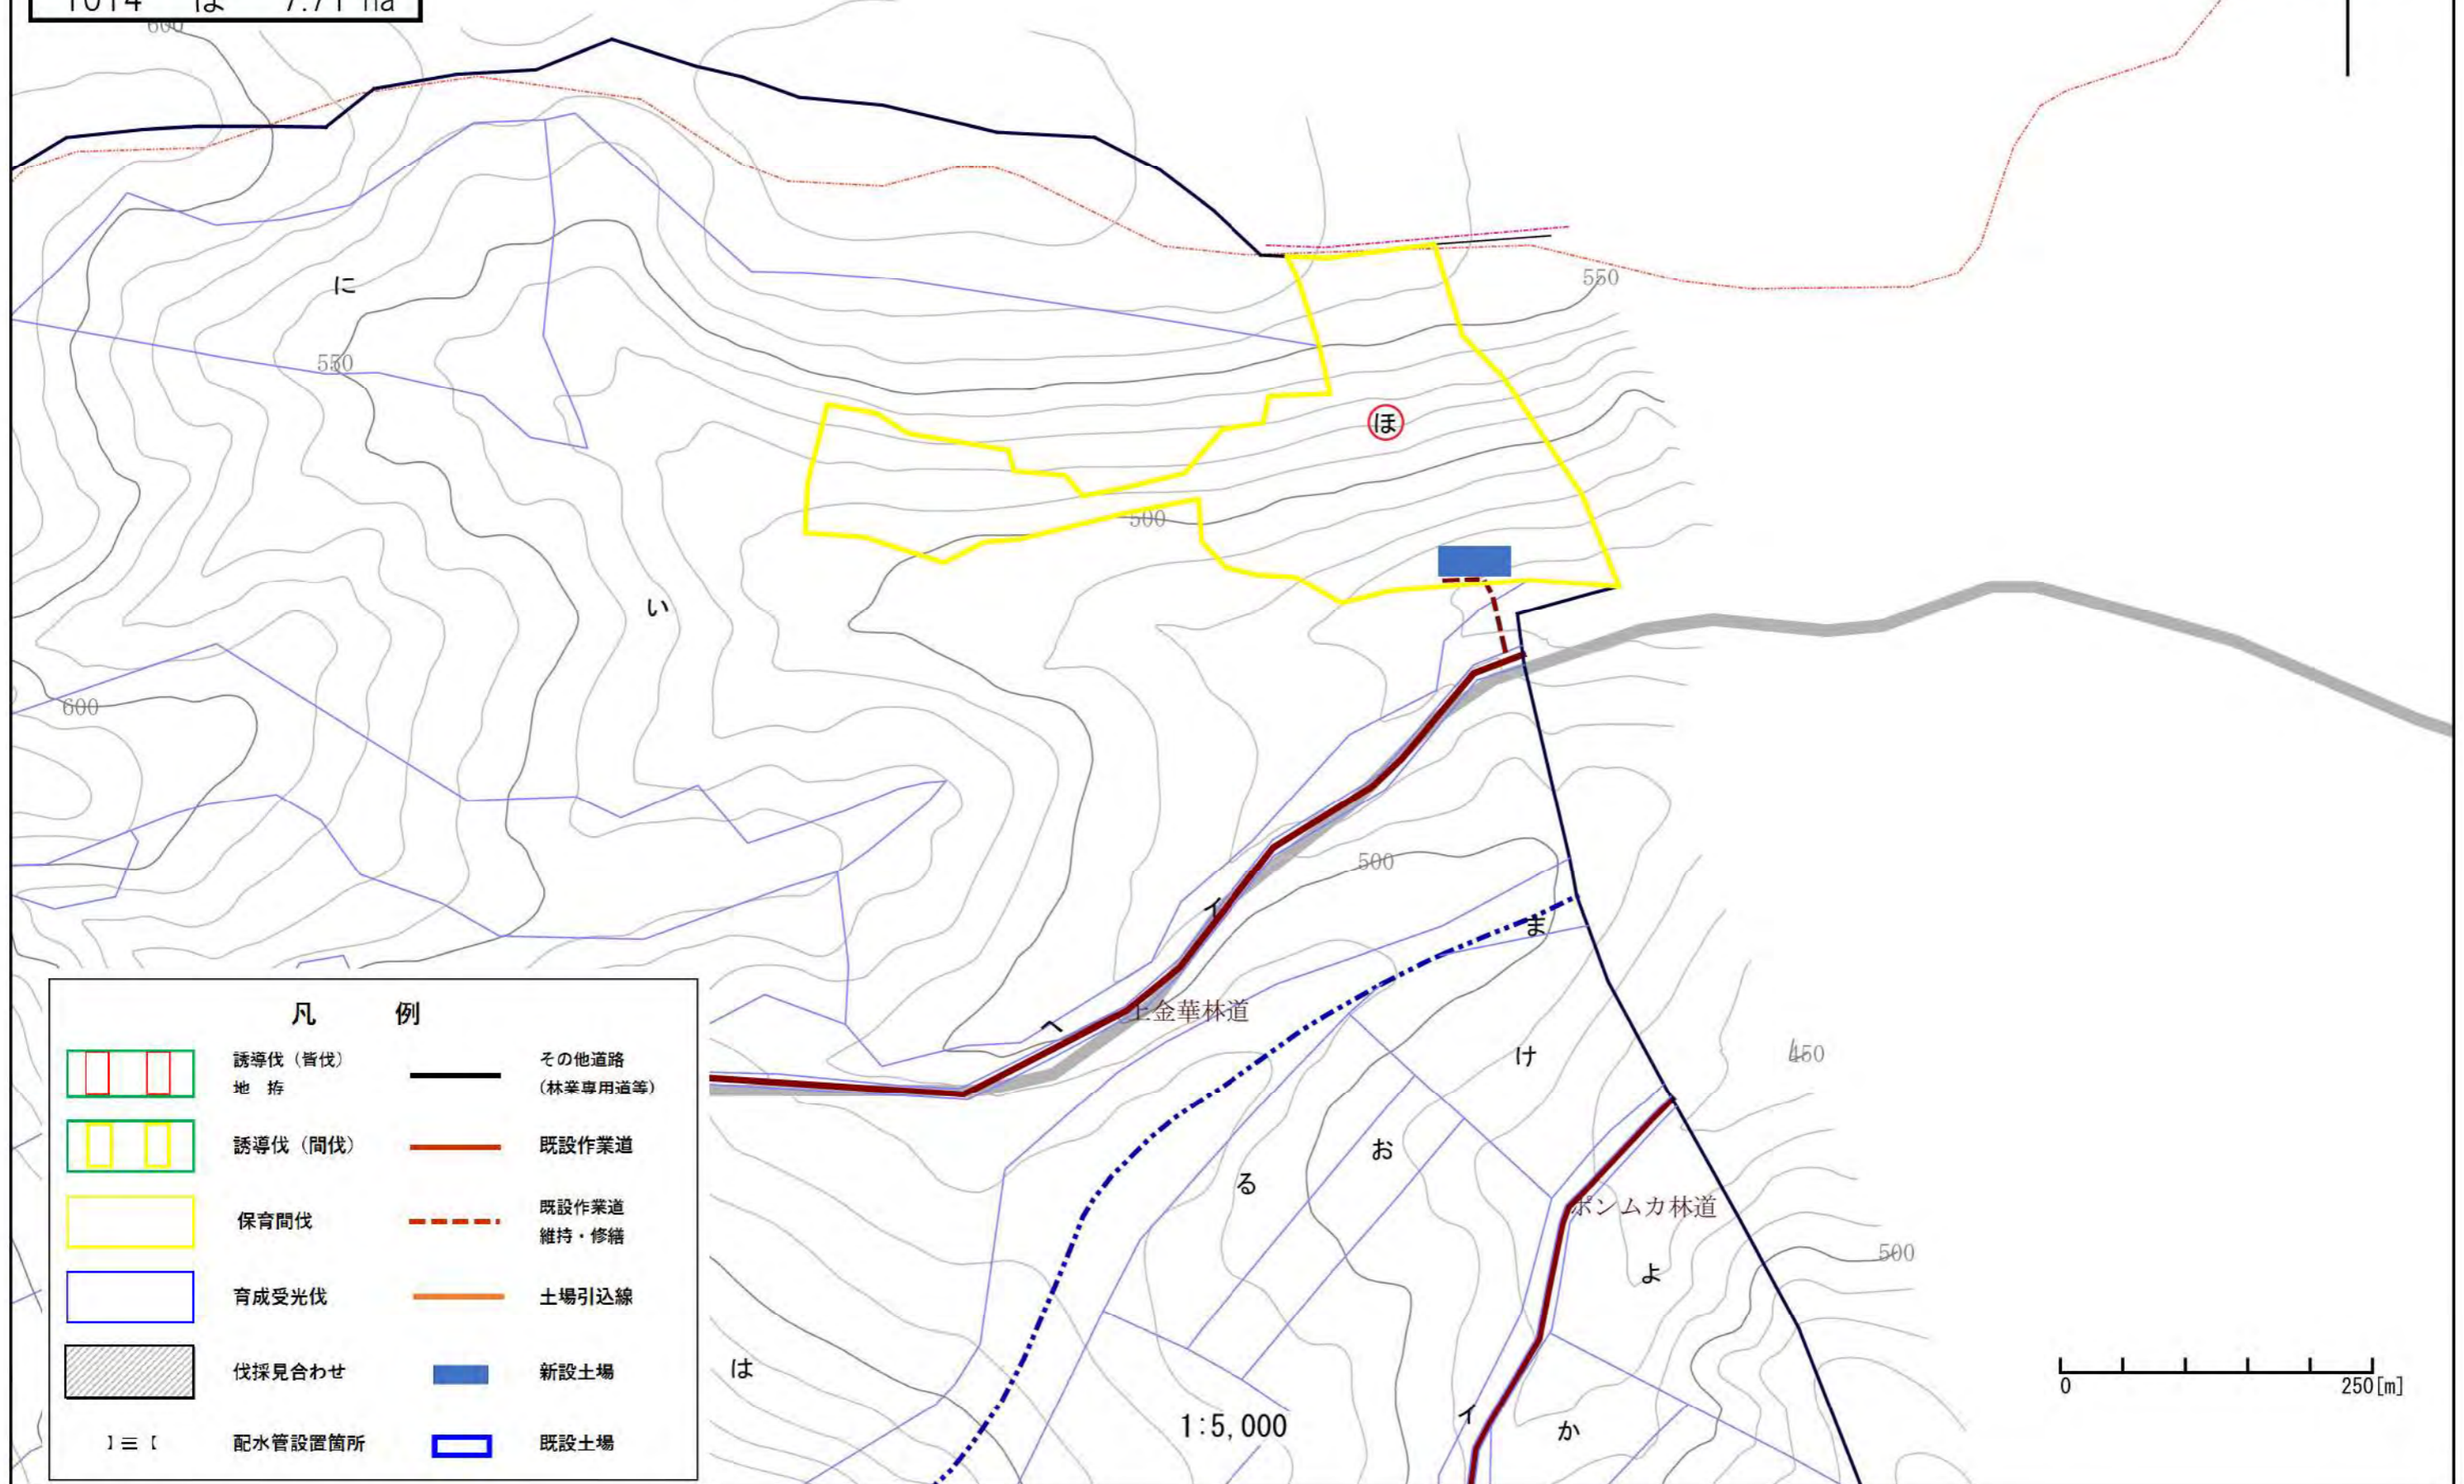 1014 ほ 7.71 ha
600
に
550
550
ほ
500
い
600
500
イ
ま
上金華林道
へ
け
450
お
る
ポンムカ林道
500
よ
は
イ
か
凡 例
誘導伐（皆伐）
地 拵
その他道路
（林業専用道等）
誘導伐（間伐）
既設作業道
保育間伐
既設作業道
維持・修繕
育成受光伐
土場引込線
伐採見合わせ
新設土場
配水管設置箇所
既設土場
1:5,000
0 250[m]